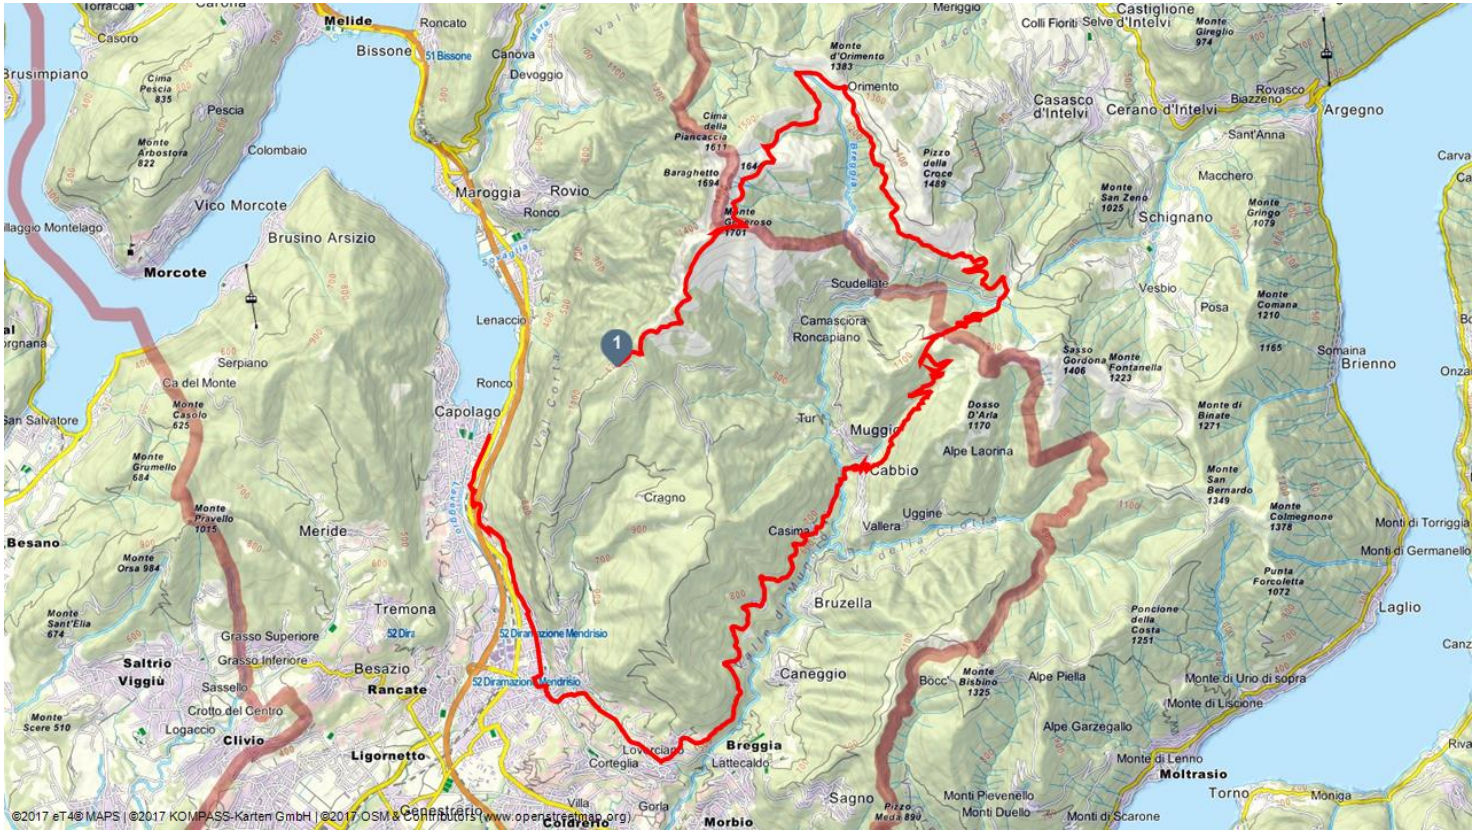 Torraccia
Carona
Casoro
Melide
Roncato
Bissone
51 Bissone
Canova
Devoggio
Mara
Brusimpiano
Cima
Pescia
835
Pescia
Monte
Arbostora
822
Colombaio
Vico Morcote
Maroggia
Rovio
Ronco
Brusino Arsizio
Morcote
Sovaglia
Meriggio
Colli Fioriti
Selve
Castiglione
d'Intelvi
Monte
Gireglio
974
Monte
d'Orimento
1383
Orimento
Casasco
d'Intelvi
Cerano d'Intelvi
Rovasco
Biazzeno
Argegno
Sant'Anna
Cima
della
Piancaccia
1611
Baraghetto
1694
Breggia
Pizzo
della
Croce
1489
Monte
Generoso
1701
Macchero
Monte
San Zeno
1025
Schignano
Monte
Gringo
1079
Scudellate
Vesbio
Posa
Monte
Comana
1210
1165
Camasciora
Roncapiano
Lenaccio
1
Serpiano
Ca del Monte
Ronco
Capolago
San Salvatore
Monte
Casolo
625
Monte
Grumello
684
Laveggio
Sasso
Gordona
1406
Monte
Fontanella
1223
Somaina
Brienno
Dosso
D'Arla
1170
Monte di
Binate
1271
Tur
Muggio
Alpe Laorina
Cabbio
Monte
San
Bernardo
1349
Cragno
Uggine
Vallera
Casima
Monte
Colmegnone
1378
Monti di Torriggia
Monti di Germanello
Monte
Pravello
1015
Meride
Besano
Monte
Orsa 984
Punta
Forcoletta
1072
Laglio
Bruzella
Tremona
Monte
Sant'Elia
674
Grasso Superiore
52 Diramazione Mendrisio
Poncione
della
Costa
1251
Saltrio
Viggiù
Grasso Inferiore
Besazio
Rancate
52 Diramazione Mendrisio
Caneggio
Monte
Bisbino
1325
Alpe Piella
Monte di Urio di sopra
Monte di Liscione
Sassello
Crotto del Centro
Logaccio
Clivio
Monte
Scere 510
Alpe Garzegallo
Ligornetto
Loverciano
Corteglia
Breggia
Lattecaldo
Monte di Lenno
Moltrasio
Torno
Moniga
Villa
Gorla
Sagno
Pizzo
Meda 890
Monti Pievenello
Monti Duello
Monti di Scarone
Genestrerio
Coldrerio
Morbio
©2017 eT4® MAPS | ©2017 KOMPASS-Karten GmbH | ©2017 OSM & Contributors (www.openstreetmap.org)